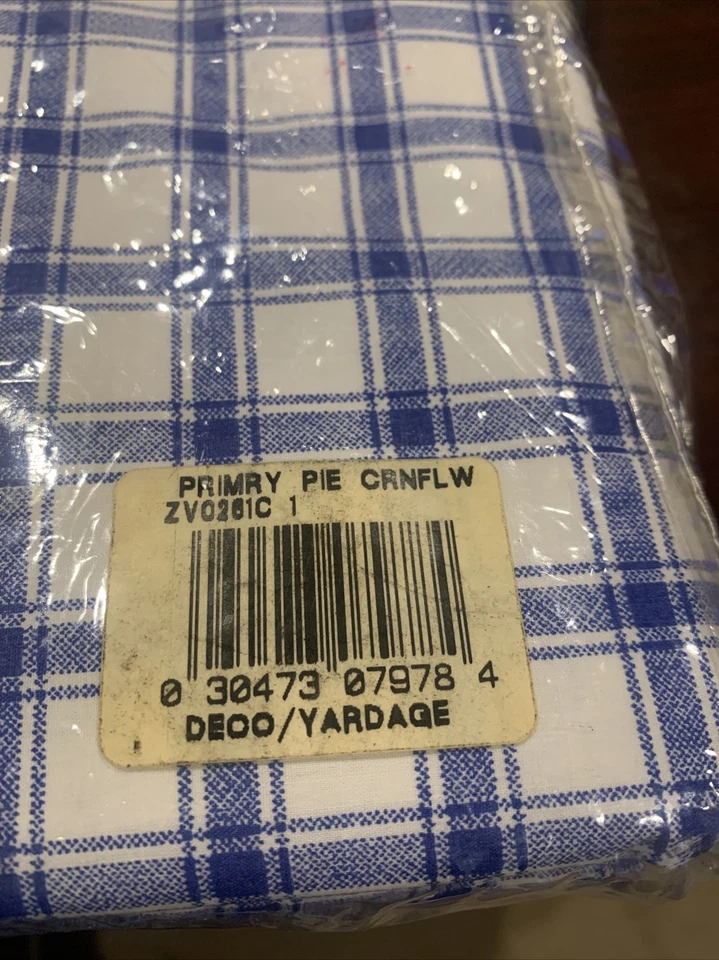 PRIMRY PIE CRNFLW
ZV0261C 1
0 30473 07978 4
DECO/YARDAGE